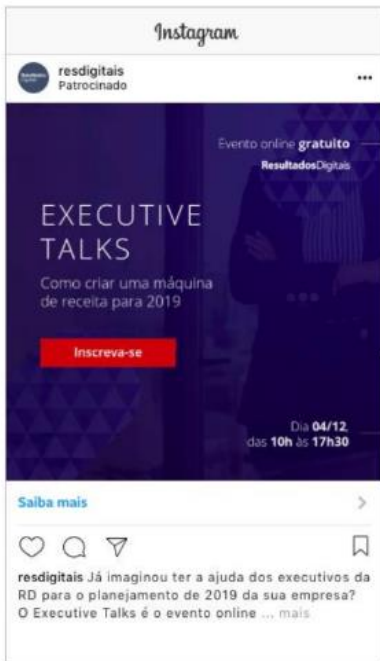 Instagram
resdigitais
Patrocinado
Evento online gratuito
ResultadosDigitais
EXECUTIVE
TALKS
Como criar uma máquina
de receita para 2019
Inscreva-se
Dia 04/12,
das 10h às 17h30
Saiba mais
resdigitais Já imaginou ter a ajuda dos executivos da
RD para o planejamento de 2019 da sua empresa?
O Executive Talks é o evento online ... mais